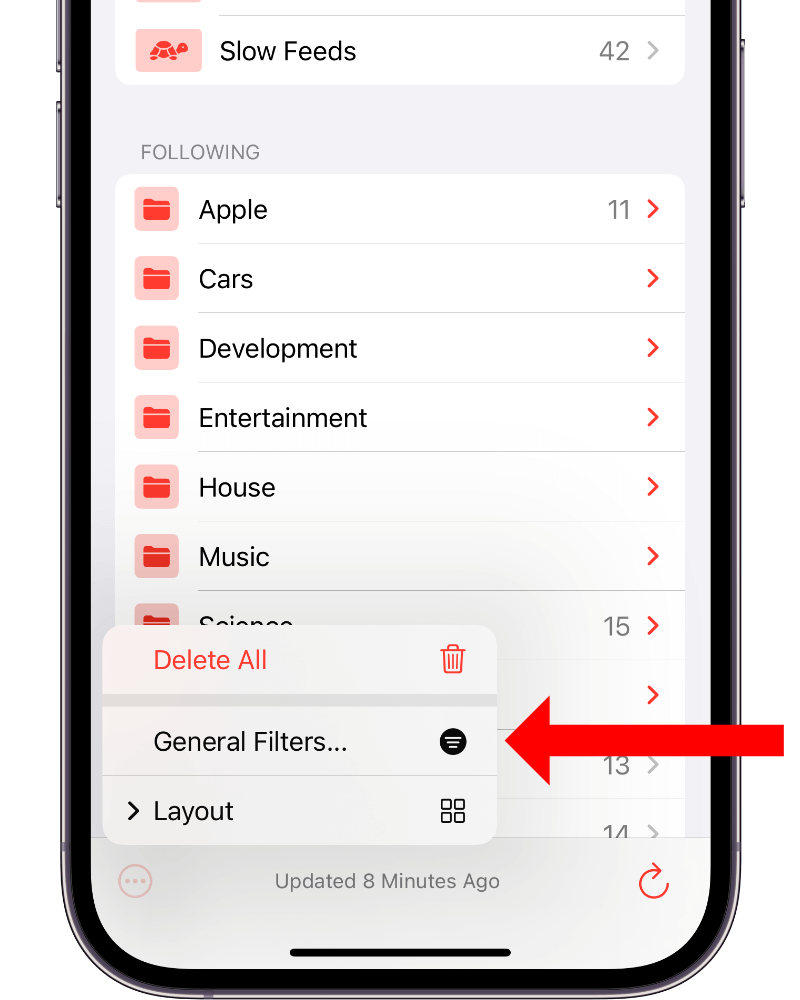 Slow Feeds 42
FOLLOWING
Apple 11
Cars
Development
Entertainment
House
Music
Science 15
Delete All
General Filters...
13
Layout
14
Updated 8 Minutes Ago